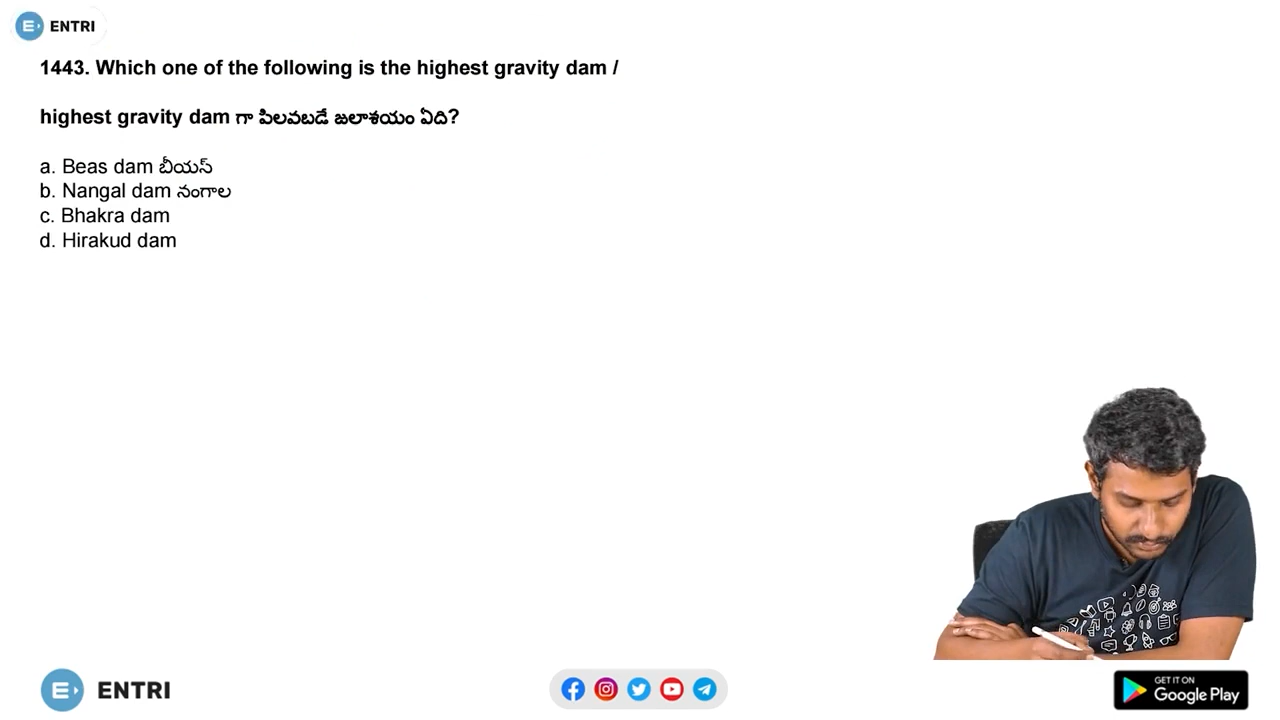 ENTRI
1443. Which one of the following is the highest gravity dam /
highest gravity dam గా పిలవబడే జలాశయం ఏది?
a. Beas dam బీయస్
b. Nangal dam నంగాల
c. Bhakra dam
d. Hirakud dam
ENTRI
GET IT ON
Google Play